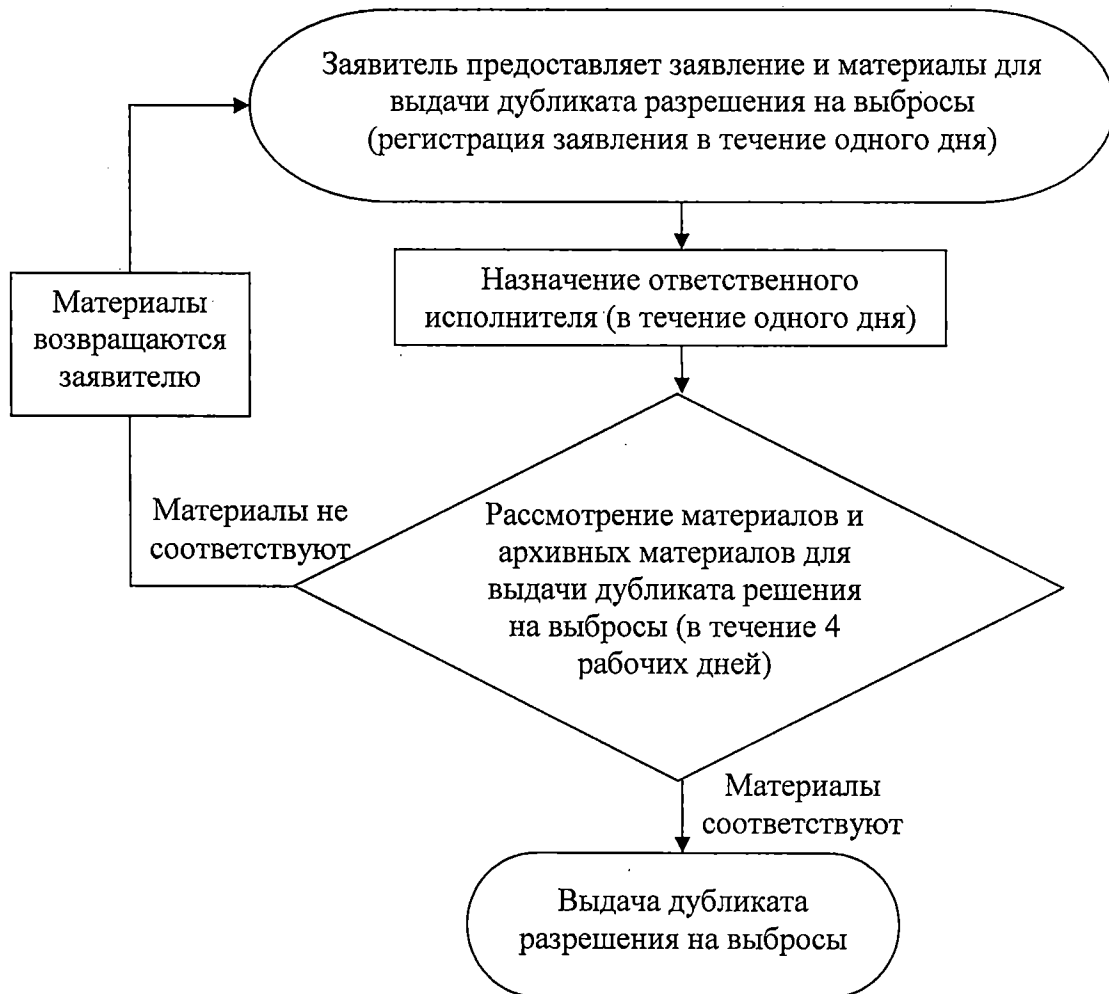 Заявитель предоставляет заявление и материалы для
выдачи дубликата разрешения на выбросы
(регистрация заявления в течение одного дня)
Назначение ответственного
исполнителя (в течение одного дня)
Материалы
возвращаются
заявителю
Материалы не
соответствуют
Рассмотрение материалов и
архивных материалов для
выдачи дубликата решения
на выбросы (в течение 4
рабочих дней)
Материалы
соответствуют
Выдача дубликата
разрешения на выбросы